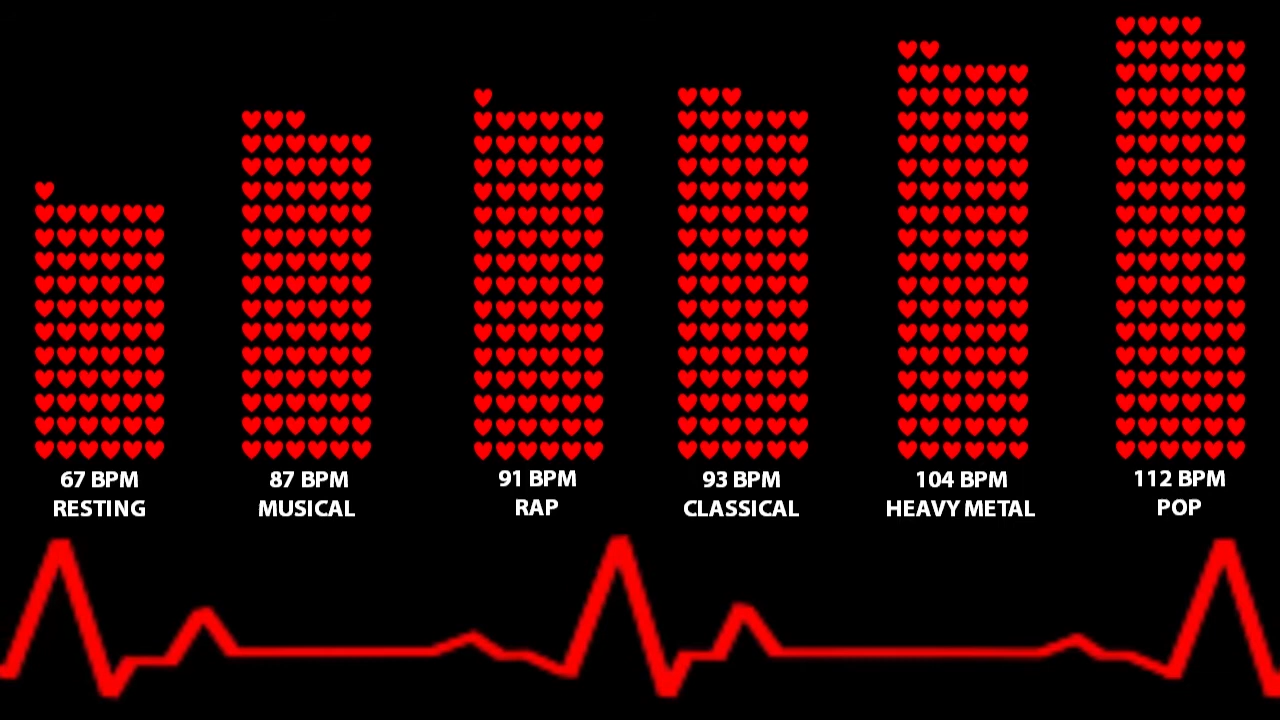 67 BPM
RESTING
87 BPM
MUSICAL
91 BPM
RAP
93 BPM
CLASSICAL
104 BPM
HEAVY METAL
112 BPM
POP